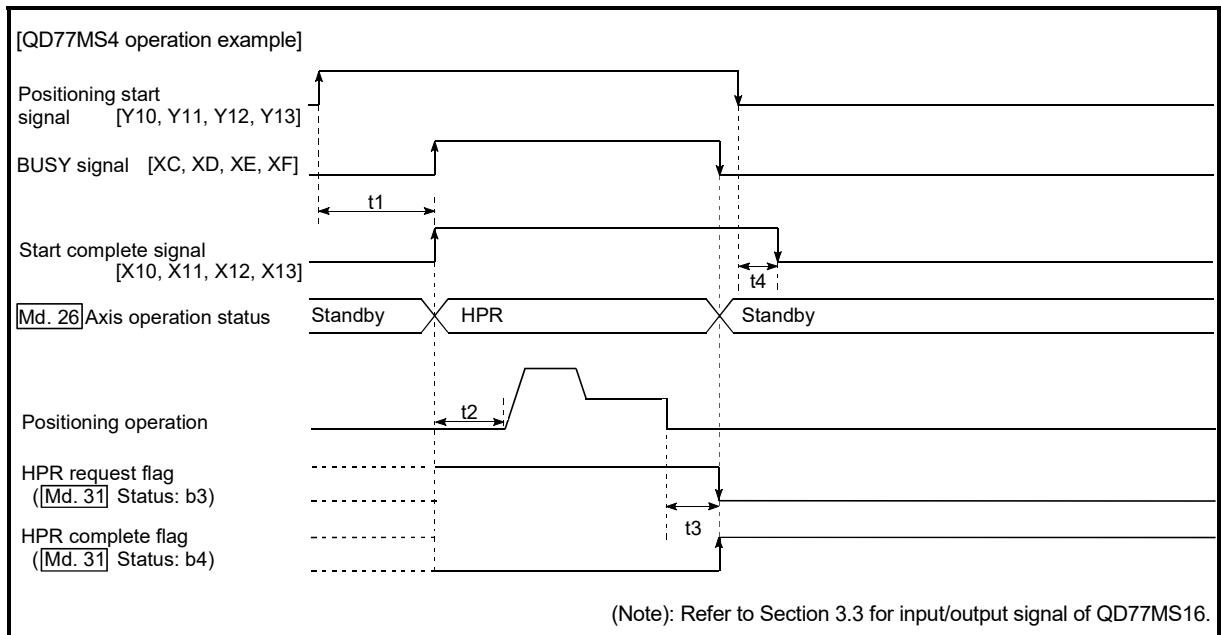 [QD77MS4 operation example]
Positioning start
signal [Y10, Y11, Y12, Y13]
BUSY signal [XC, XD, XE, XF]
t1
Start complete signal
[X10, X11, X12, X13]
t4
Md. 26 Axis operation status
Standby
HPR
Standby
t2
Positioning operation
HPR request flag
(Md. 31 Status: b3)
t3
HPR complete flag
(Md. 31 Status: b4)
(Note): Refer to Section 3.3 for input/output signal of QD77MS16.